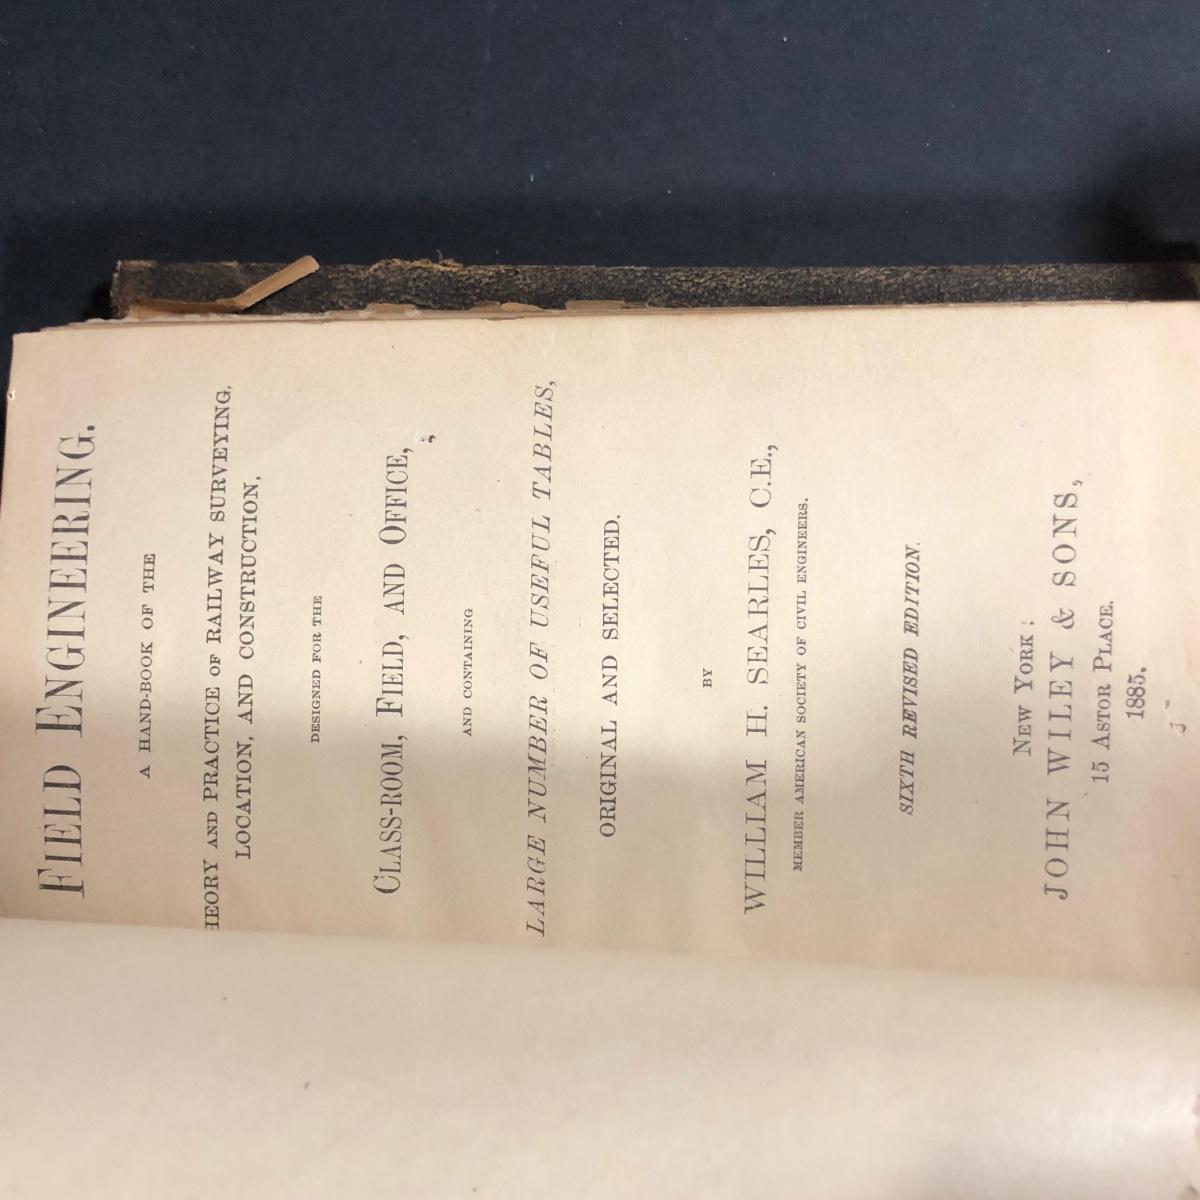 FIELD ENGINEERING.
A HAND-BOOK OF THE
HEORY AND PRACTICE OF RAILWAY SURVEYING,
LOCATION, AND CONSTRUCTION,
DESIGNED FOR THE
CLASS-ROOM, FIELD, AND OFFICE,
AND CONTAINING
LARGE NUMBER OF USEFUL TABLES,
ORIGINAL AND SELECTED.
BY
WILLIAM H. SEARLES, C.E.,
MEMBER AMERICAN SOCIETY OF CIVIL ENGINEERS.
SIXTH REVISED EDITION.
NEW YORK:
JOHN WILEY & SONS,
15 ASTOR PLACE.
1885.